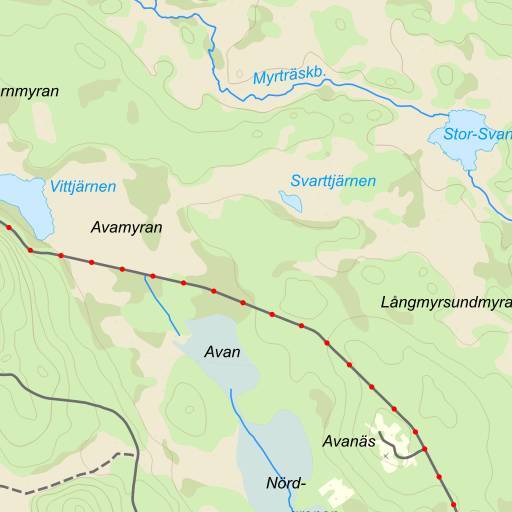 Myrträskb.
rnmyran
Stor-Svan
Vittjärnen
Svarttjärnen
Avamyran
Långmyrsundmyra
Avan
Avanäs
Nörd-